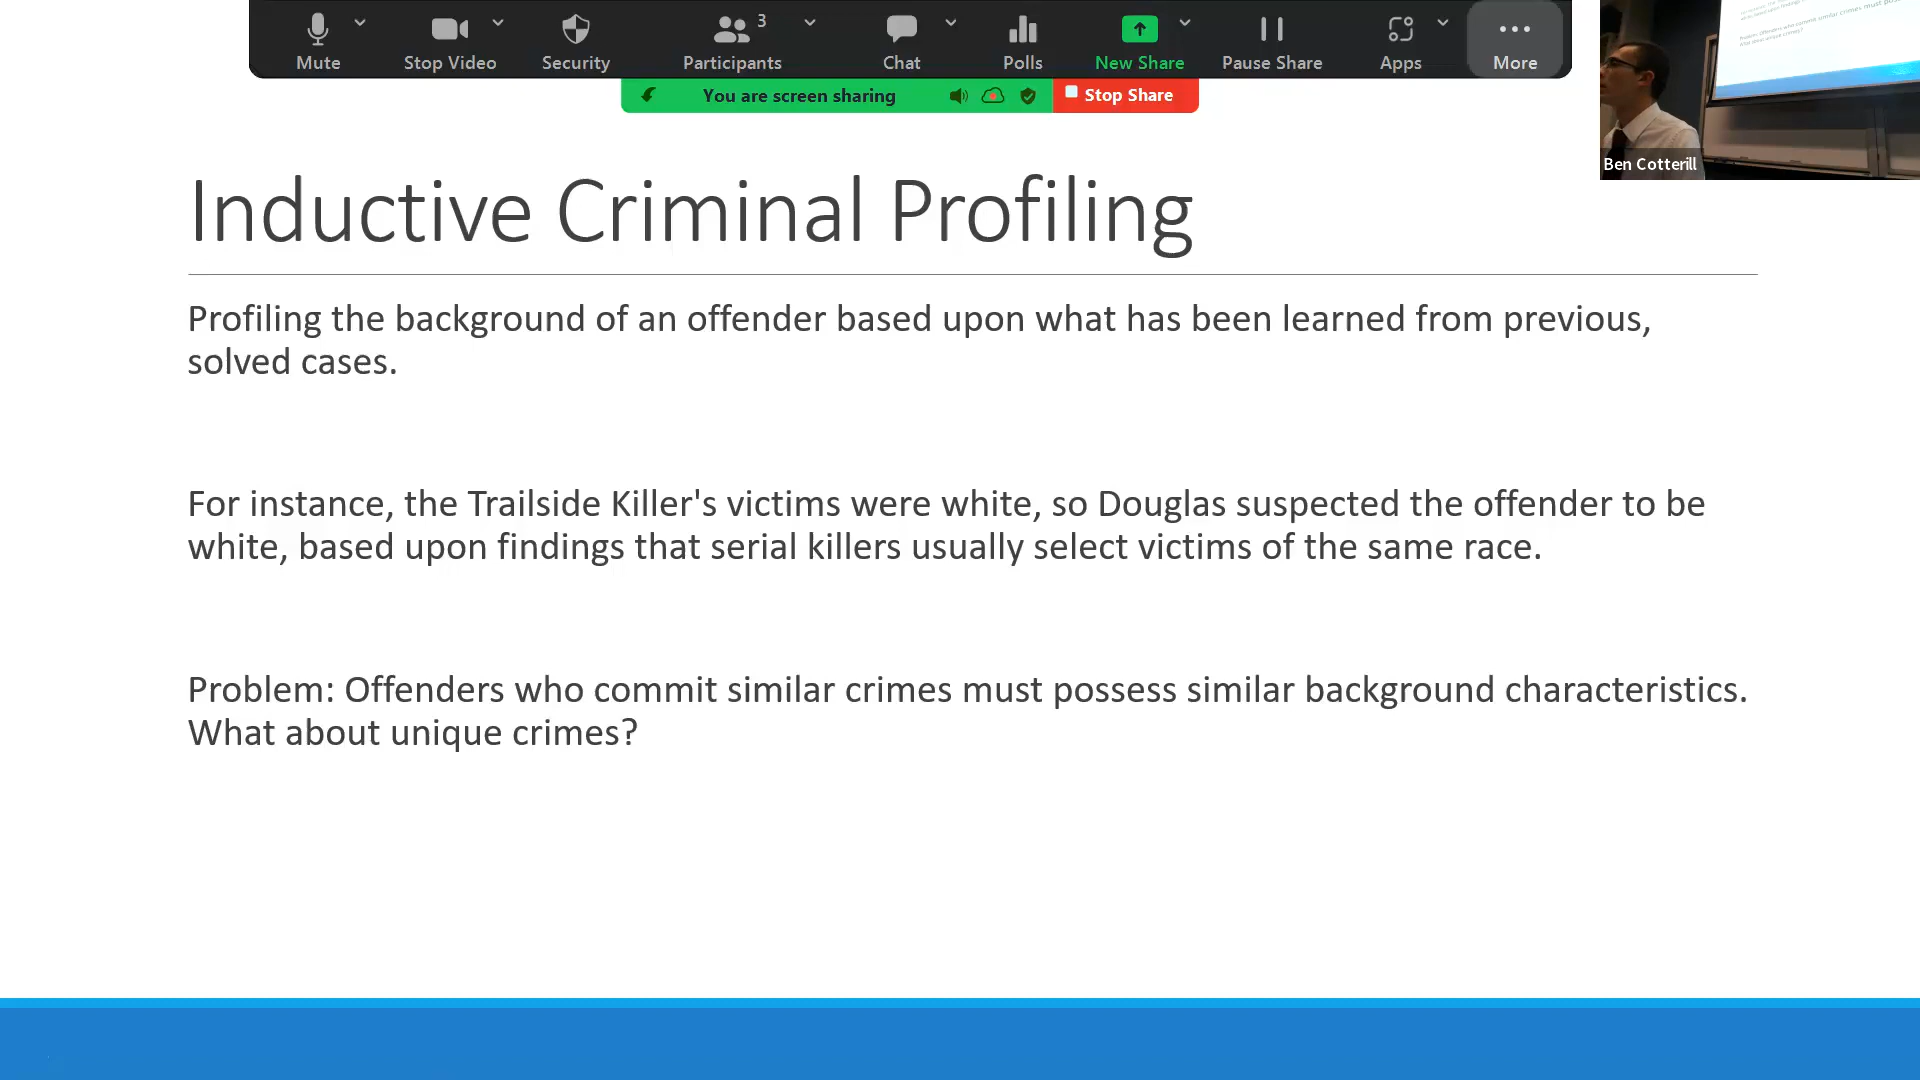 3
Mute
Stop Video
Security
Participants
Chat
Polls
New Share
Pause Share
Apps
More
You are screen sharing
Stop Share
Ben Cotterill
Inductive Criminal Profiling
Profiling the background of an offender based upon what has been learned from previous,
solved cases.
For instance, the Trailside Killer's victims were white, so Douglas suspected the offender to be
white, based upon findings that serial killers usually select victims of the same race.
Problem: Offenders who commit similar crimes must possess similar background characteristics.
What about unique crimes?